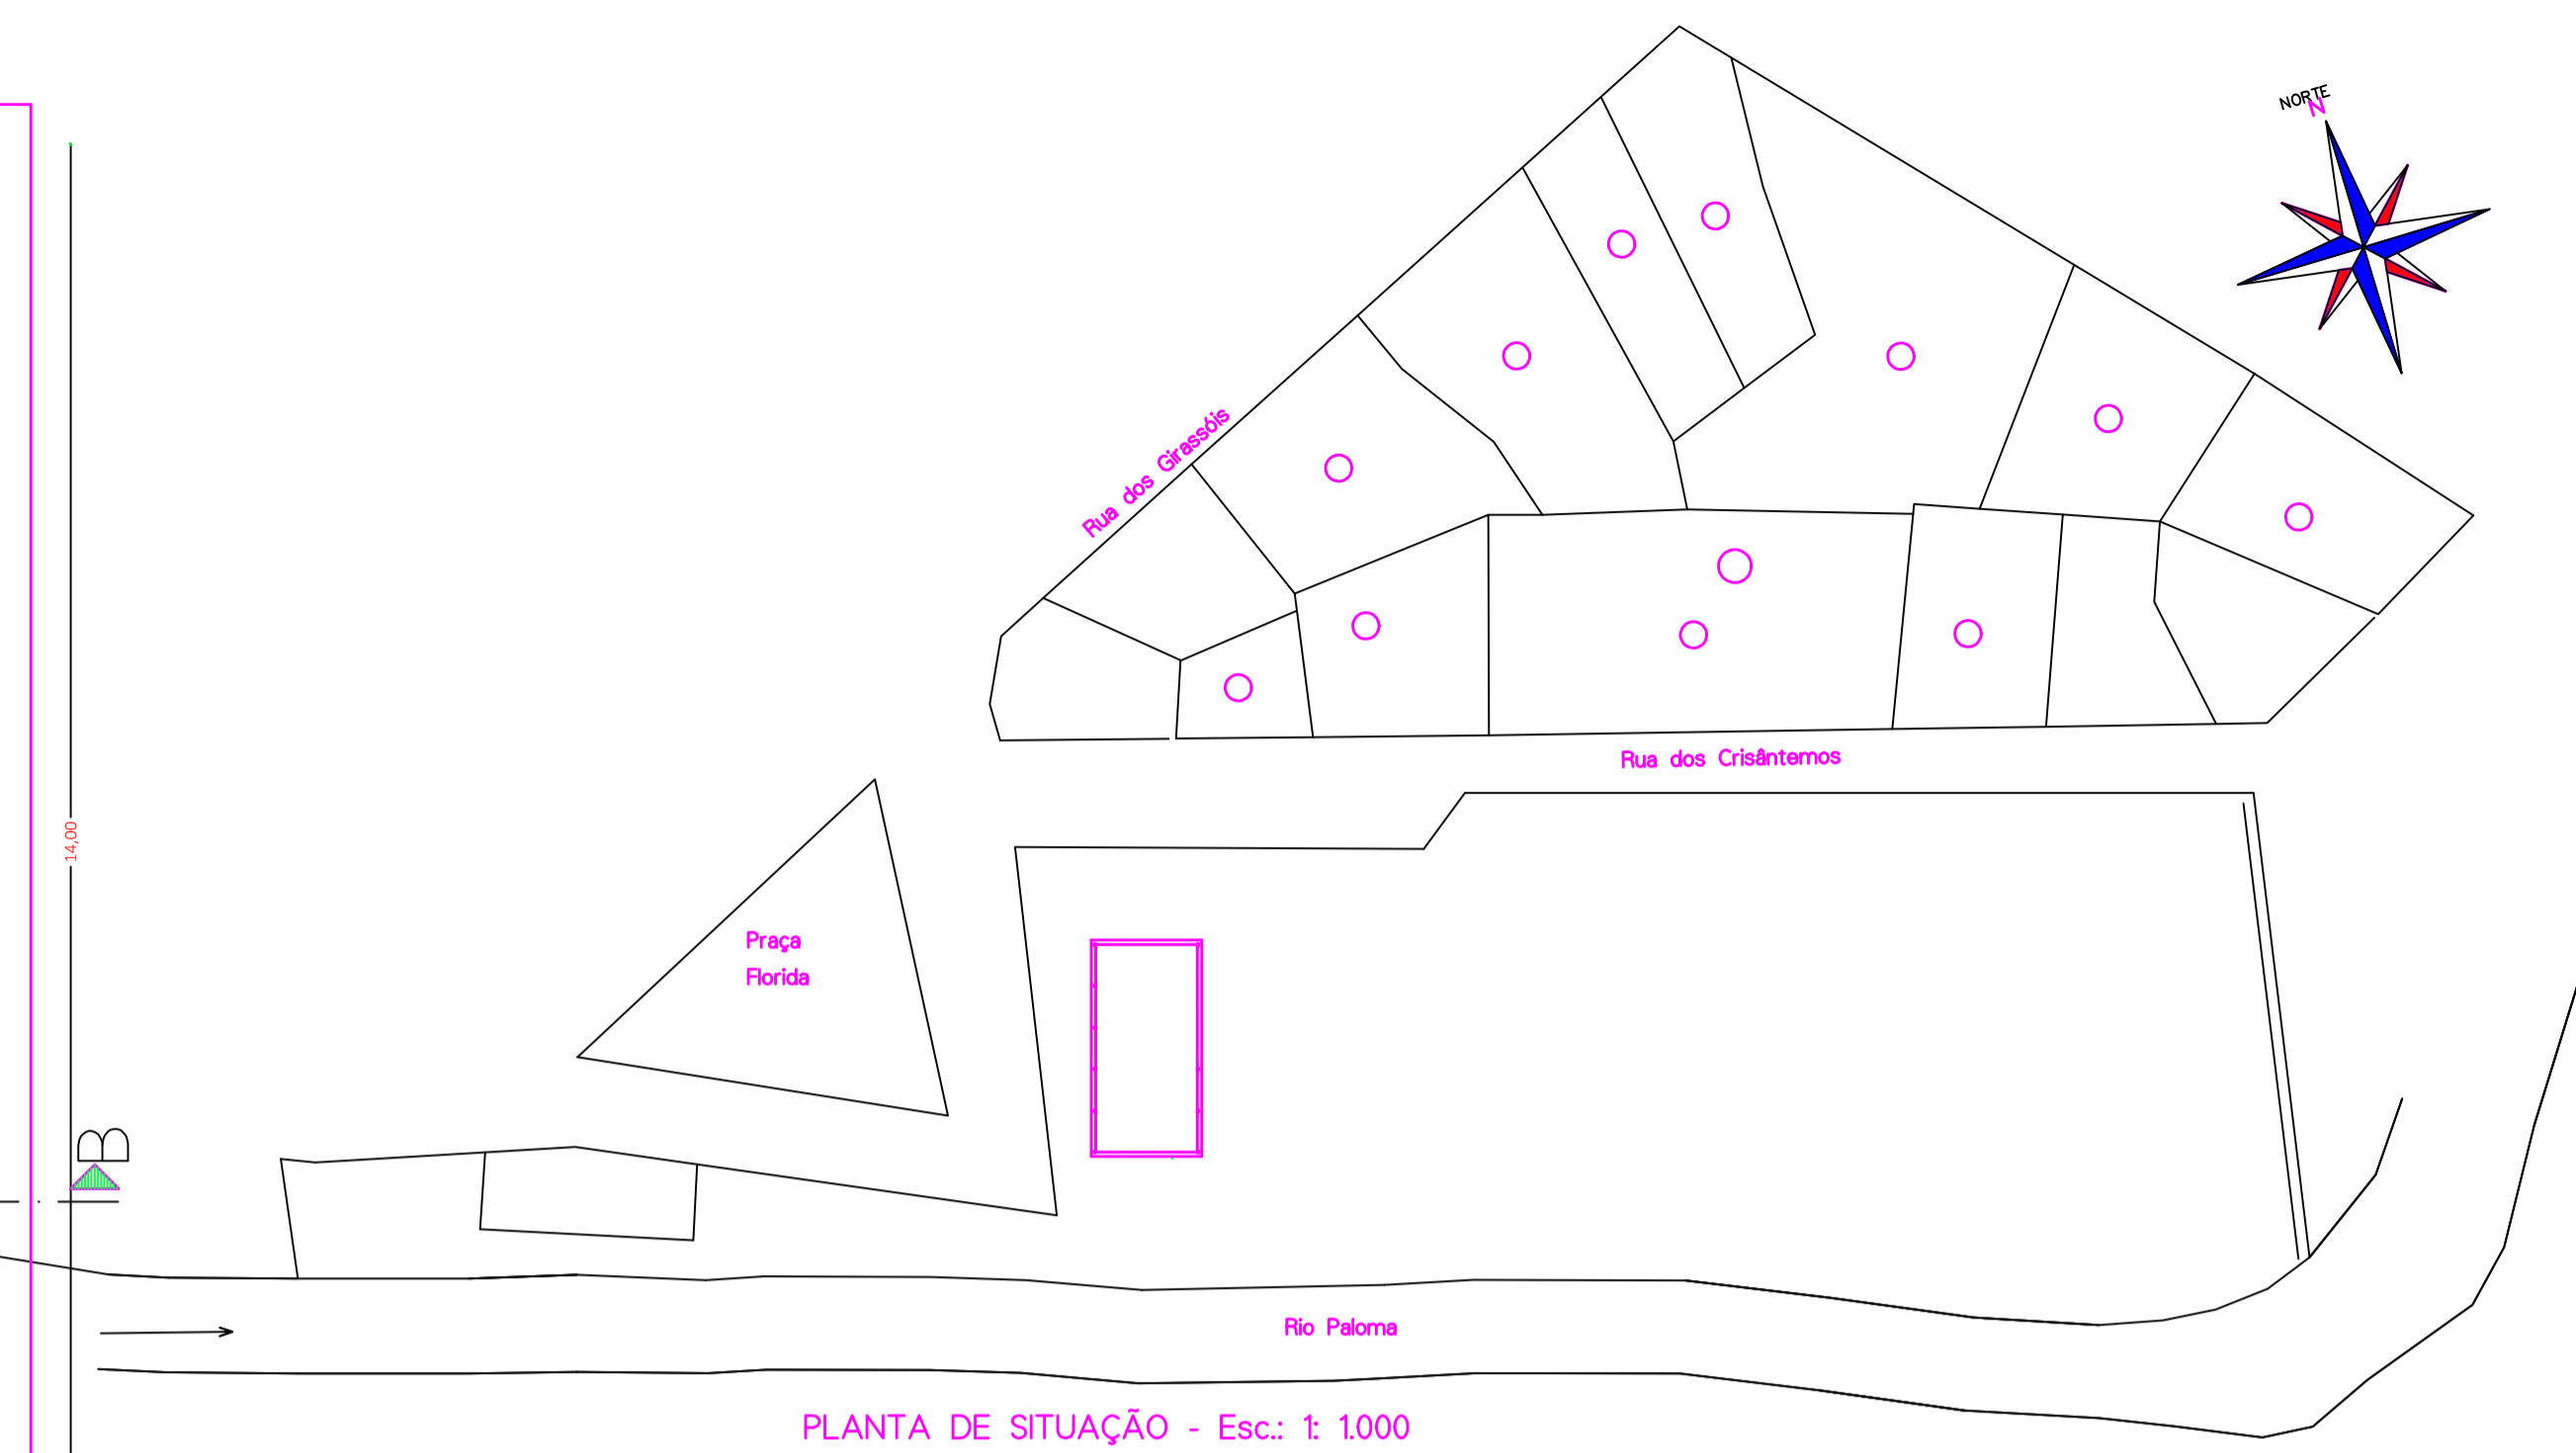 NORTE
N
Rua dos Girassóis
Rua dos Crisântemos
14,00
Praça
Florida
B
Rio Paloma
PLANTA DE SITUAÇÃO - Esc.: 1: 1.000